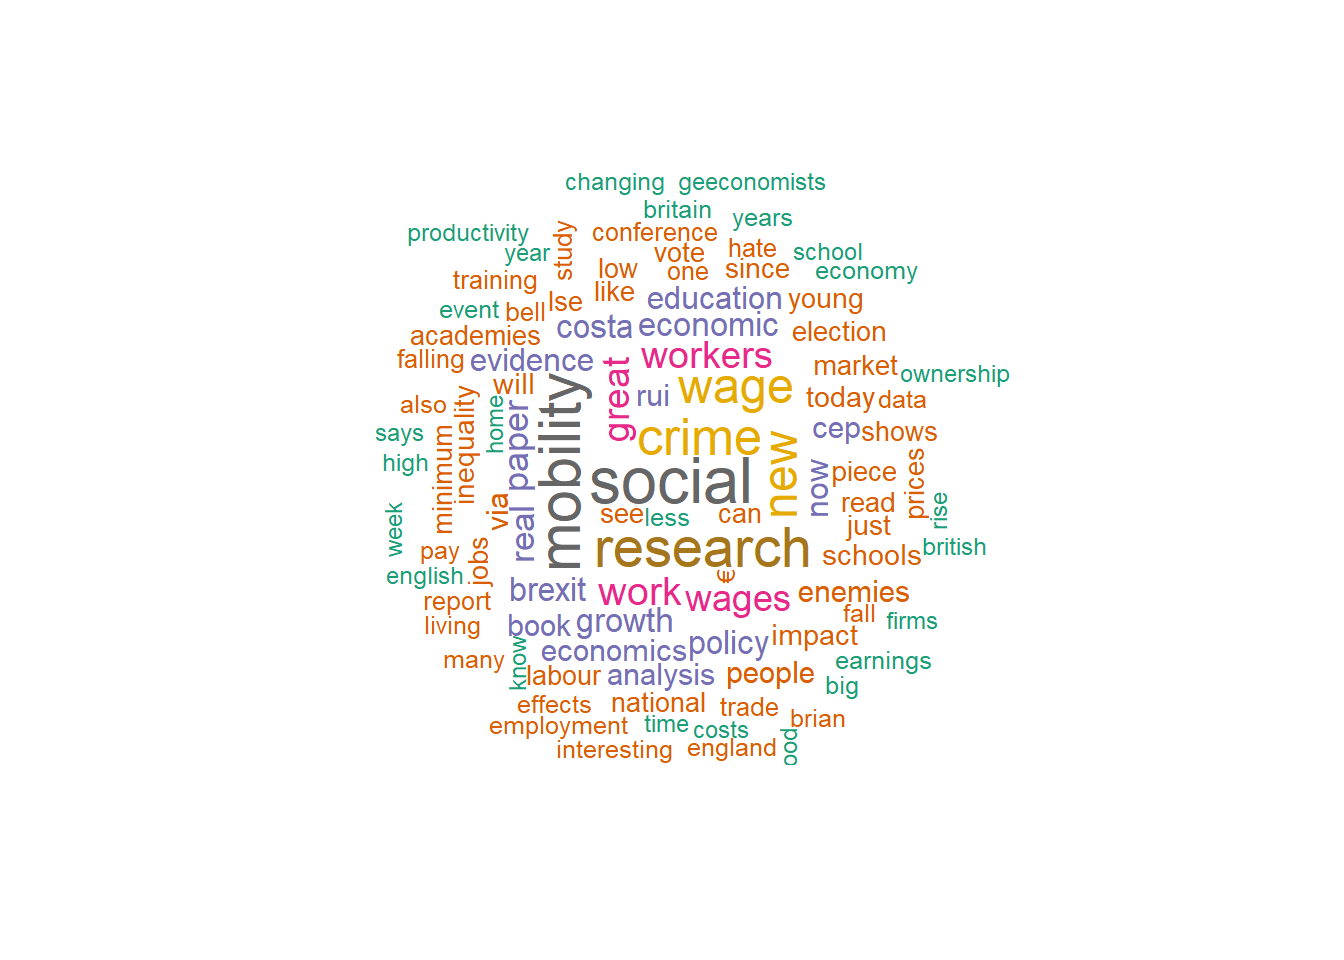 changing geeconomists
britain
years
productivity
conference
study
year
vote
hate
school
training
low
one
since
economy
event
bell
lse
like
education
young
academies
costa
economic
election
falling
evidence
workers
market
ownership
will
great
rui
wage
today
data
also
home
paper
mobility
crime
cep
shows
says
inequality
high
minimum
social
new
now
piece
prices
week
via
real
see
less
can
read
rise
just
pay
jobs
research
schools
british
english
brexit
work
wages
€
enemies
report
living
book
growth
fall
firms
many
know
economics
policy
impact
earnings
labour
analysis
people
big
effects
national
trade
brian
employment
time
costs
interesting
england
ood